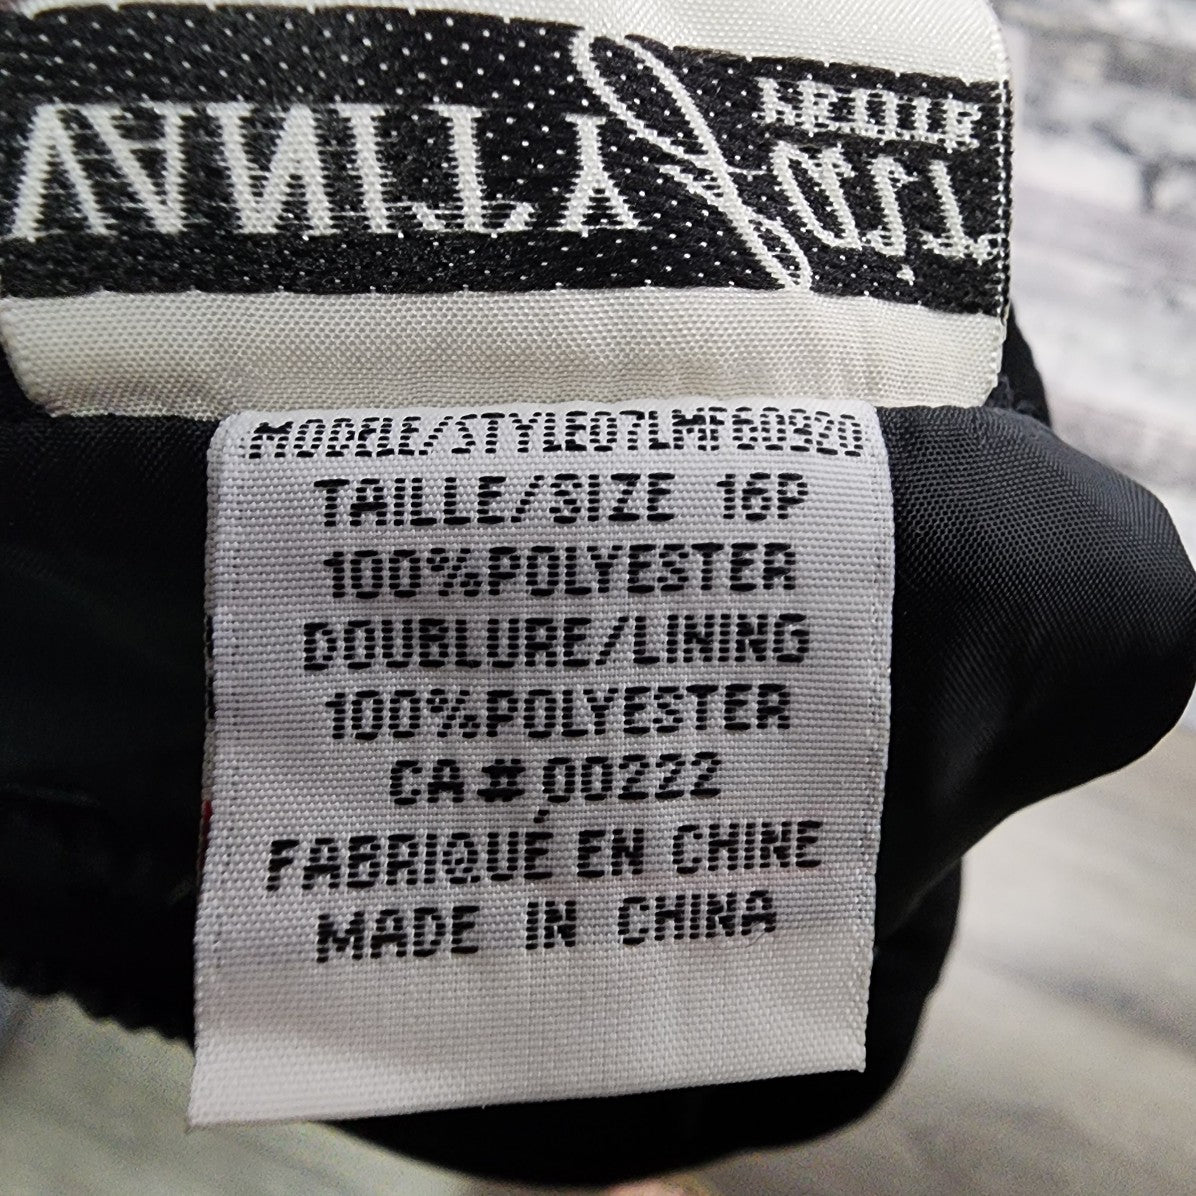 VANITY
MODELE/STYLE07LMF60920
TAILLE/SIZE 16P
100%POLYESTER
DOUBLURE/LINING
100%POLYESTER
CA# 00222
FABRIQUÉ EN CHINE
MADE IN CHINA